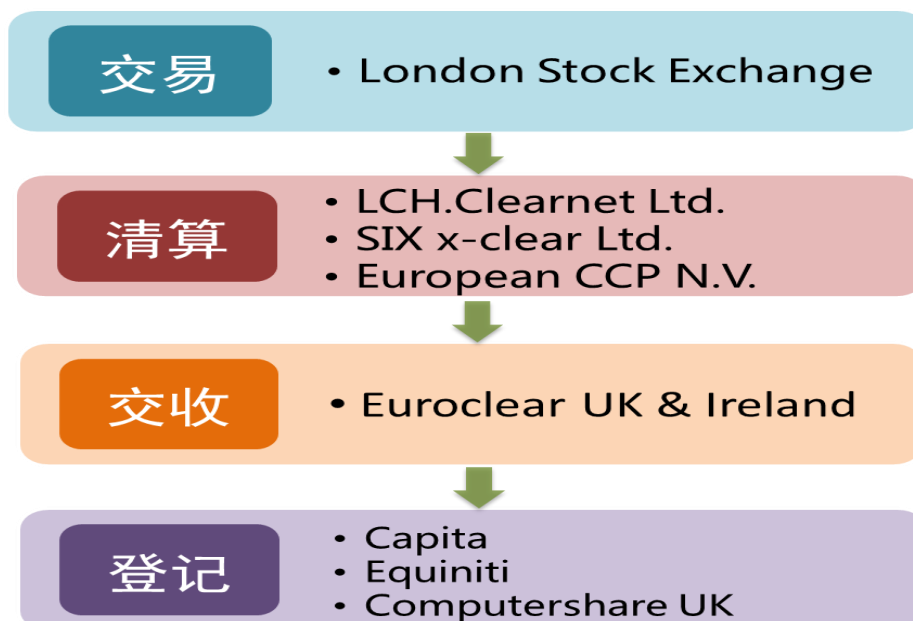 交易
• London Stock Exchange
清算
• LCH.Clearnet Ltd.
• SIX x-clear Ltd.
• European CCP N.V.
交收
• Euroclear UK & Ireland
登记
• Capita
• Equiniti
• Computershare UK